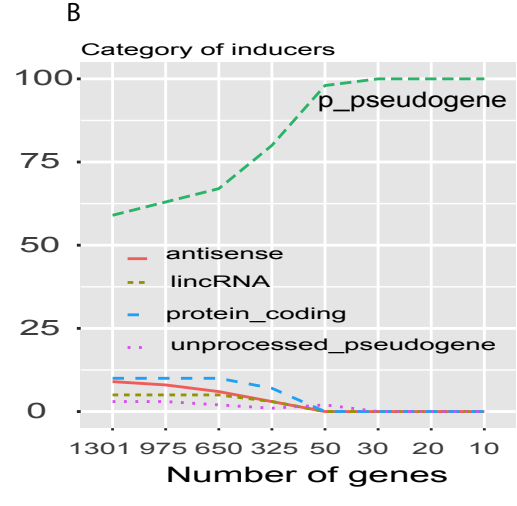 B
Category of inducers
100
p_pseudogene
75
50
antisense
lincRNA
protein_coding
25
unprocessed_pseudogene
0
1301 975 650 325 50 30 20 10
Number of genes